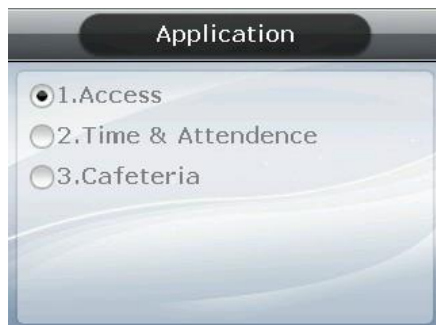 Application
1.Access
2.Time & Attendence
3.Cafeteria